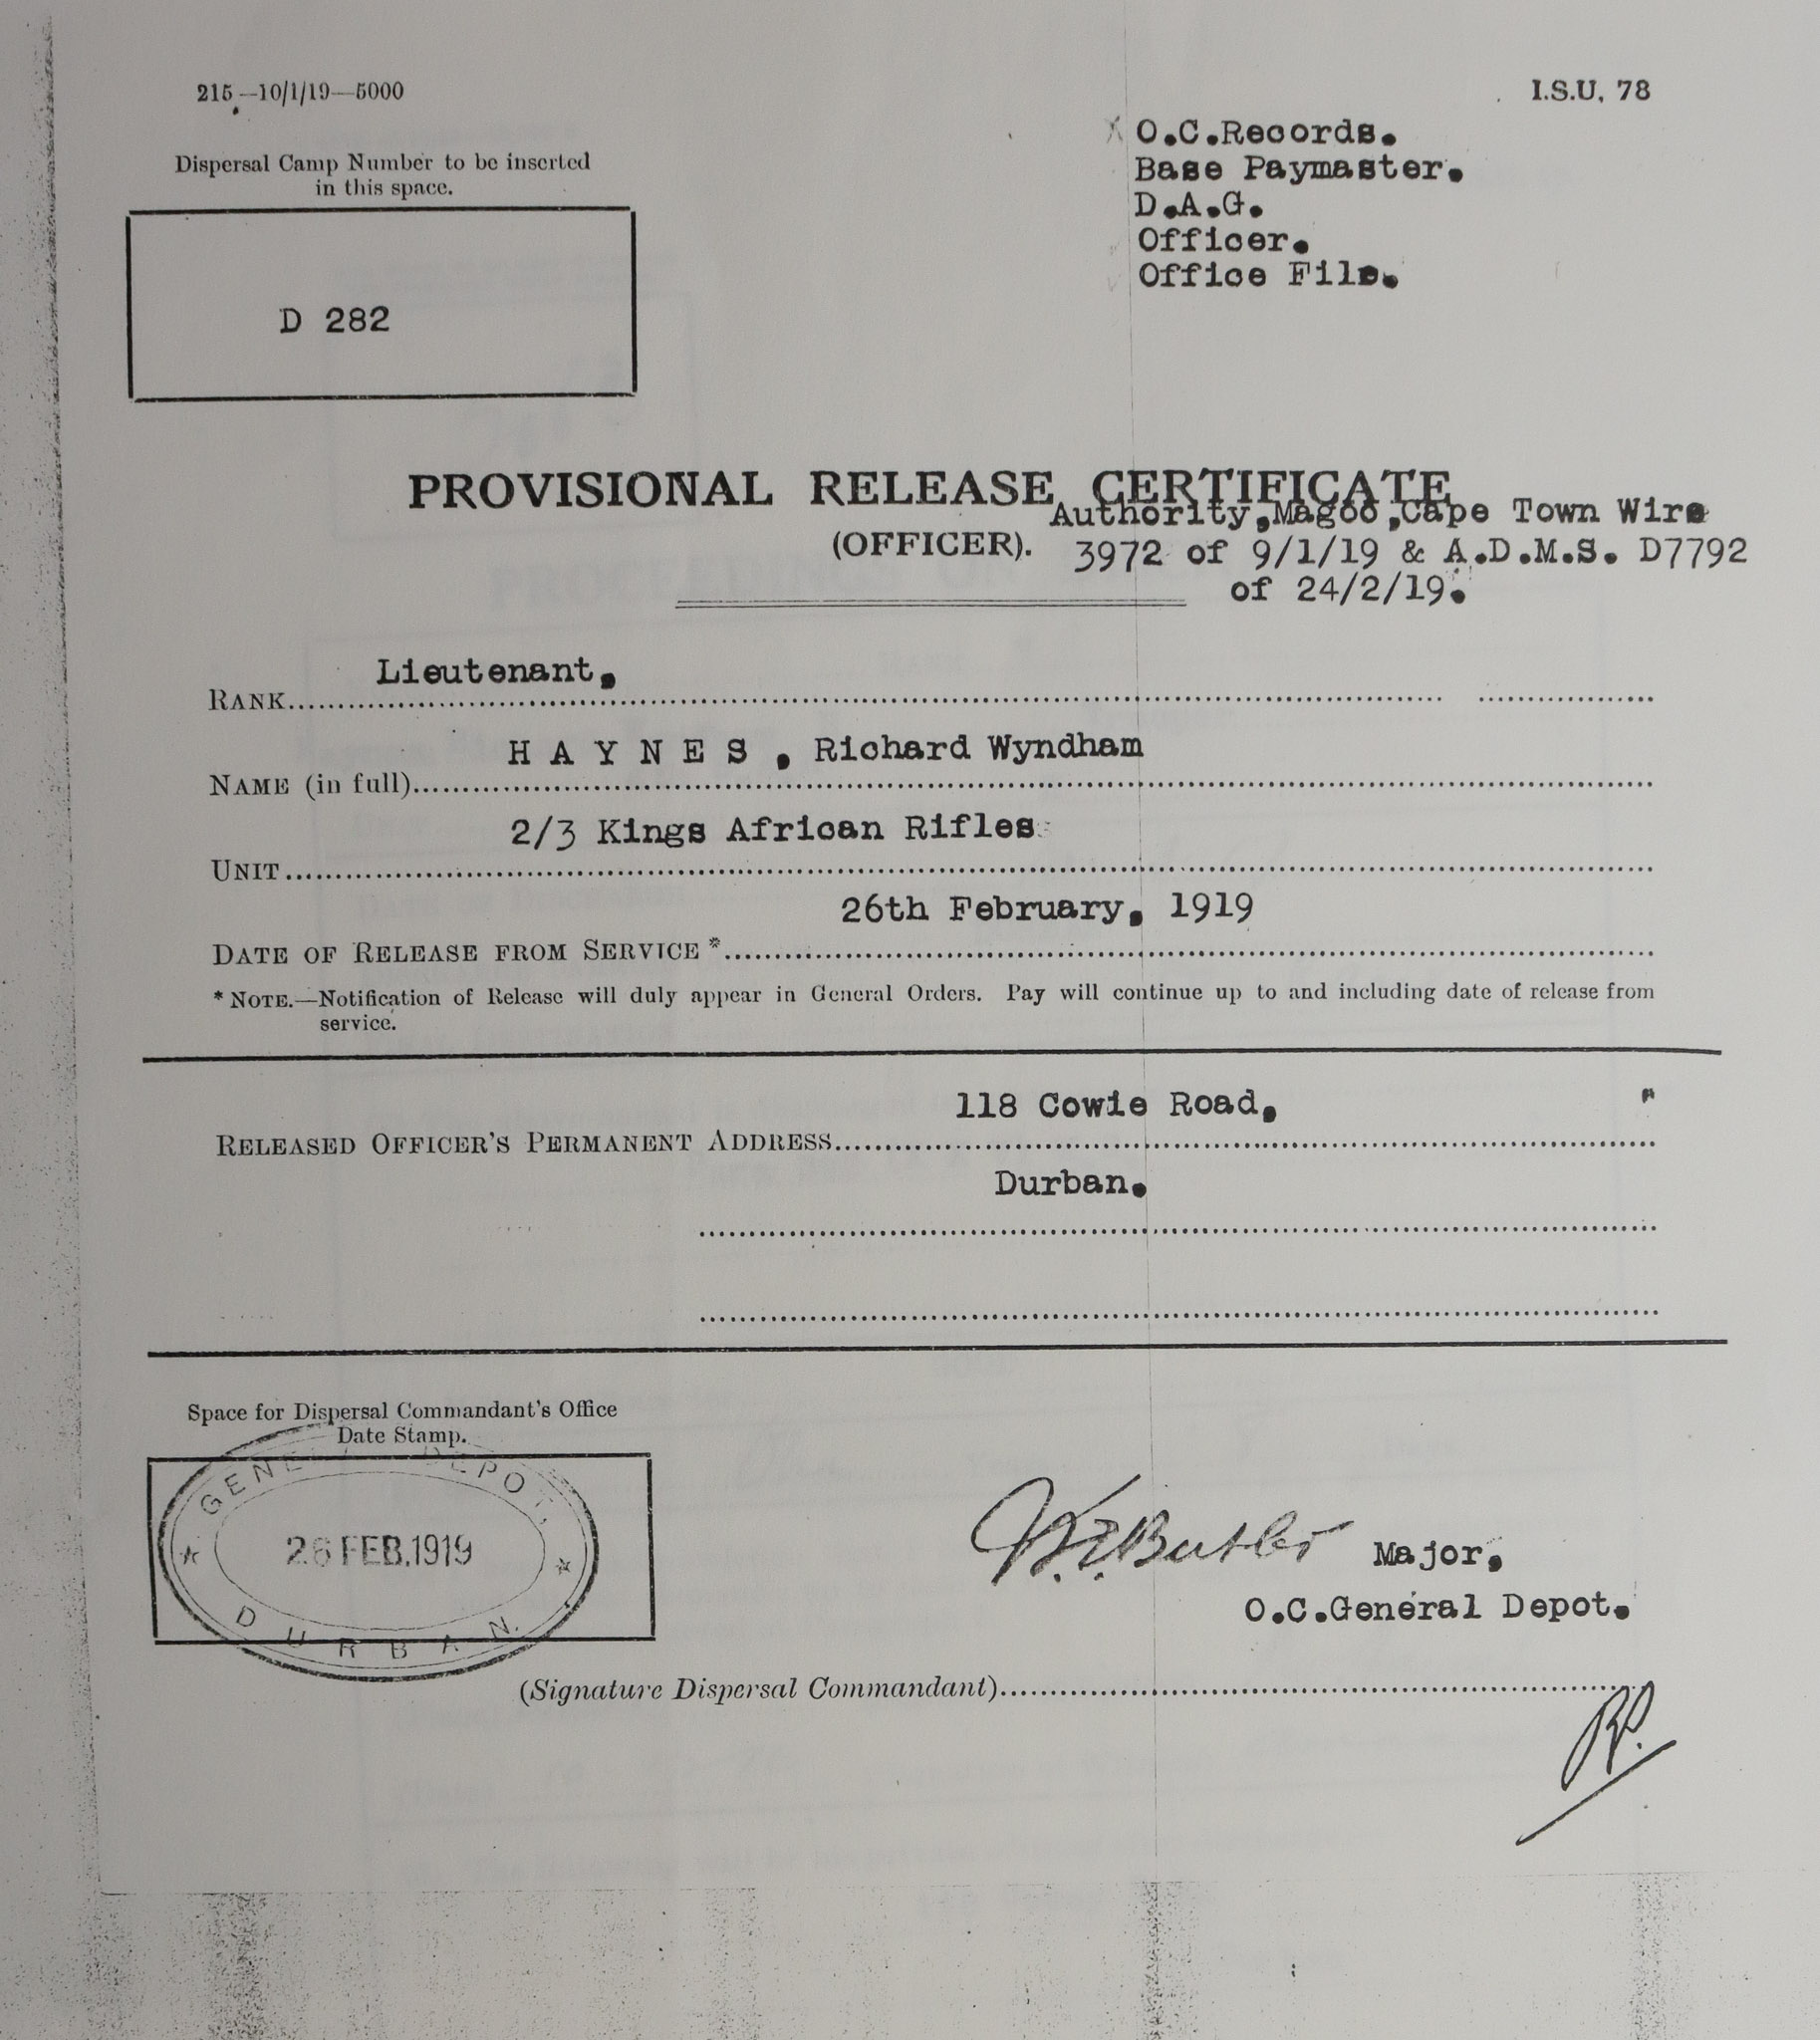 215—10/1/19—5000
I.S.U. 78
O.C.Records.
Base Paymaster.
D.A.G.
Officer.
Office File.
Dispersal Camp Number to be inserted
in this space.
D 282
PROVISIONAL RELEASE CERTIFICATE
(OFFICER).
Authority,Magoo,Cape Town Wire
3972 of 9/1/19 & A.D.M.S. D7792
of 24/2/19.
Lieutenant,
RANK
H A Y N E S , Richard Wyndham
NAME (in full)
2/3 Kings African Rifles
UNIT
26th February, 1919
DATE OF RELEASE FROM SERVICE *
* NOTE.—Notification of Release will duly appear in General Orders. Pay will continue up to and including date of release from
service.
118 Cowie Road,
RELEASED OFFICER'S PERMANENT ADDRESS
Durban.
Space for Dispersal Commandant's Office
Date Stamp.
GENERAL DEPOT,
26 FEB.1919
DURBAN.
W.E.Butler Major,
O.C.General Depot.
(Signature Dispersal Commandant)